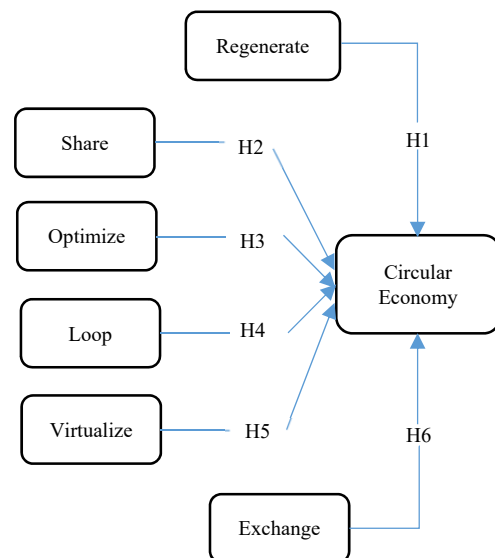 Regenerate
Share
H2
H1
Optimize
H3
Circular
Economy
Loop
H4
Virtualize
H5
H6
Exchange